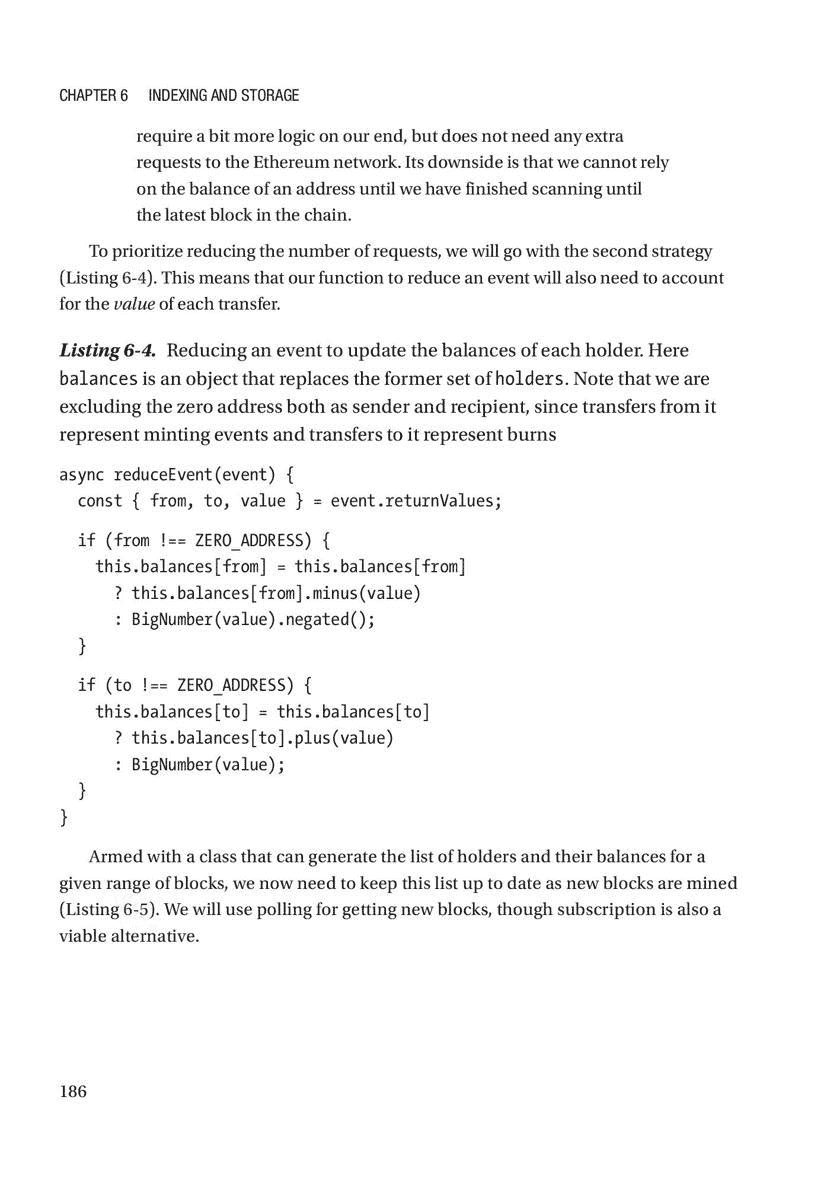 CHAPTER 6 INDEXING AND STORAGE
require a bit more logic on our end, but does not need any extra
requests to the Ethereum network. Its downside is that we cannot rely
on the balance of an address until we have finished scanning until
the latest block in the chain.
To prioritize reducing the number of requests, we will go with the second strategy
(Listing 6-4). This means that our function to reduce an event will also need to account
for the value of each transfer.
Listing 6-4. Reducing an event to update the balances of each holder. Here
balances is an object that replaces the former set of holders. Note that we are
excluding the zero address both as sender and recipient, since transfers from it
represent minting events and transfers to it represent burns
async reduceEvent(event) {
  const { from, to, value } = event.returnValues;
  if (from !== ZERO_ADDRESS) {
    this.balances[from] = this.balances[from]
      ? this.balances[from].minus(value)
      : BigNumber(value).negated();
  }
  if (to !== ZERO_ADDRESS) {
    this.balances[to] = this.balances[to]
      ? this.balances[to].plus(value)
      : BigNumber(value);
  }
}
Armed with a class that can generate the list of holders and their balances for a
given range of blocks, we now need to keep this list up to date as new blocks are mined
(Listing 6-5). We will use polling for getting new blocks, though subscription is also a
viable alternative.
186